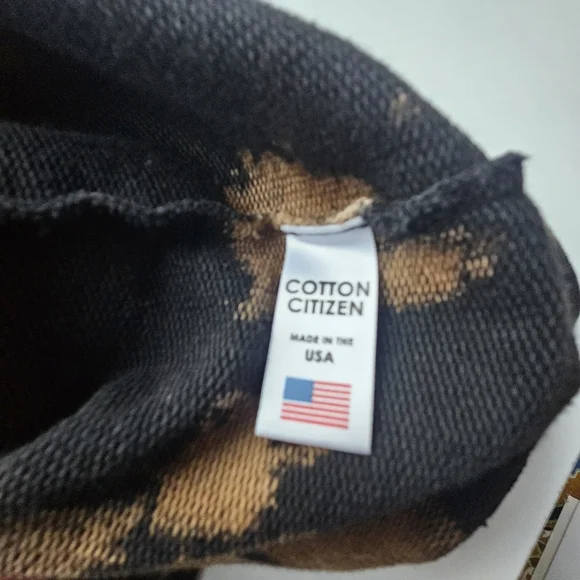 COTTON
CITIZEN
MADE IN THE
USA